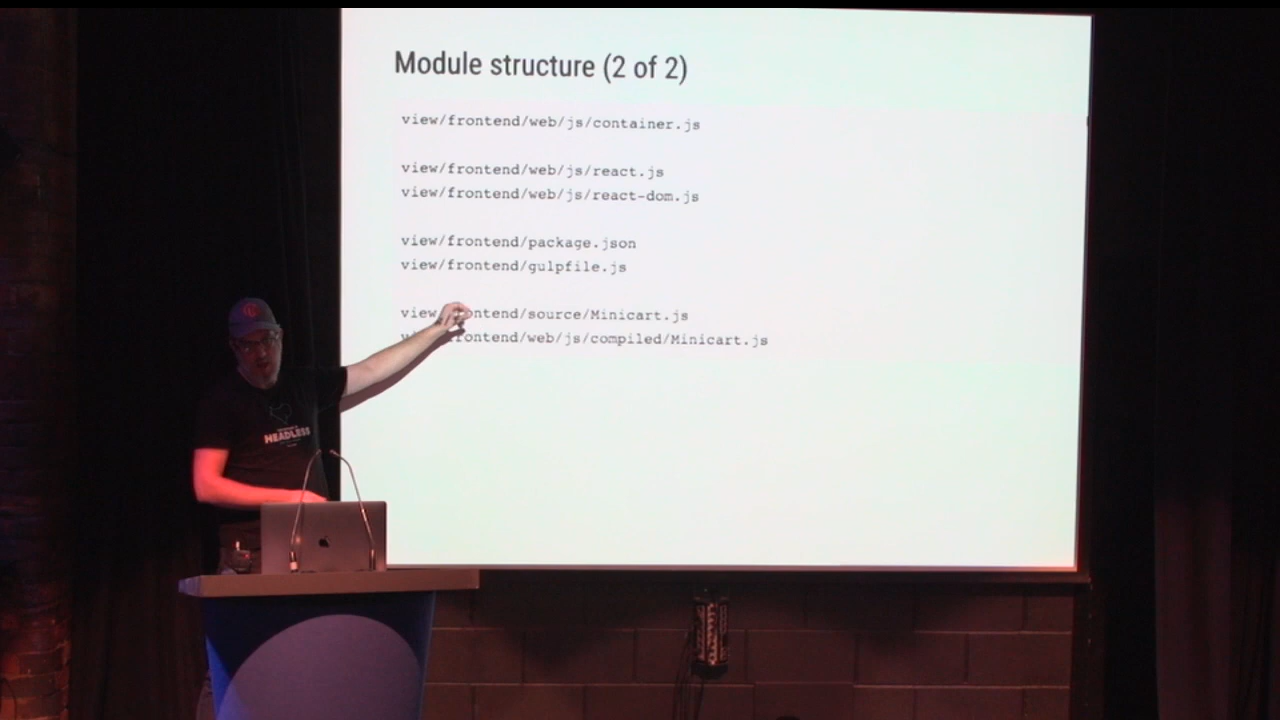 Module structure (2 of 2)
view/frontend/web/js/container.js
view/frontend/web/js/react.js
view/frontend/web/js/react-dom.js
view/frontend/package.json
view/frontend/gulpfile.js
view/frontend/source/Minicart.js
view/frontend/web/js/compiled/Minicart.js
HEADLESS